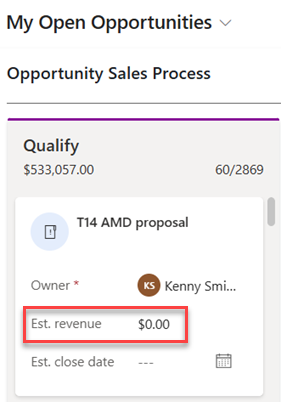 My Open Opportunities
Opportunity Sales Process
Qualify
$533,057.00 60/2869
T14 AMD proposal
Owner * KS Kenny Smi...
Est. revenue $0.00
Est. close date ---